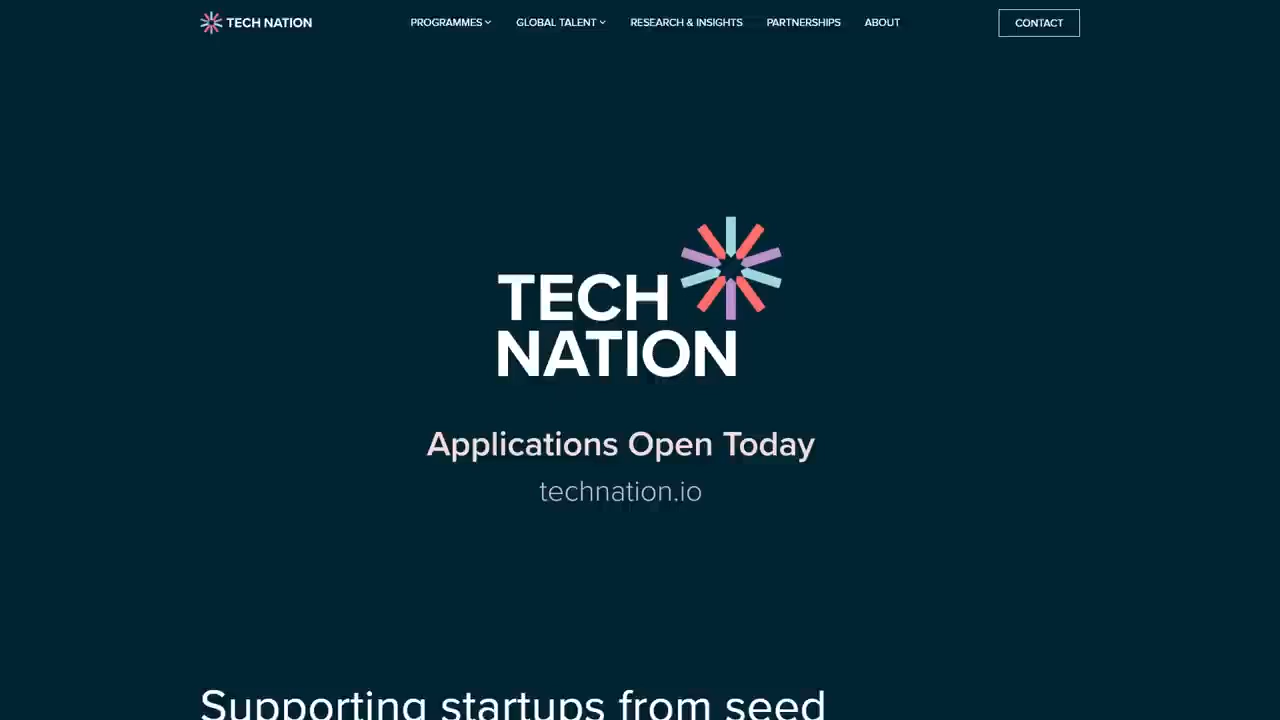 TECH NATION
PROGRAMMES
GLOBAL TALENT
RESEARCH & INSIGHTS
PARTNERSHIPS
ABOUT
CONTACT
TECH
NATION
Applications Open Today
technation.io
Supporting startups from seed